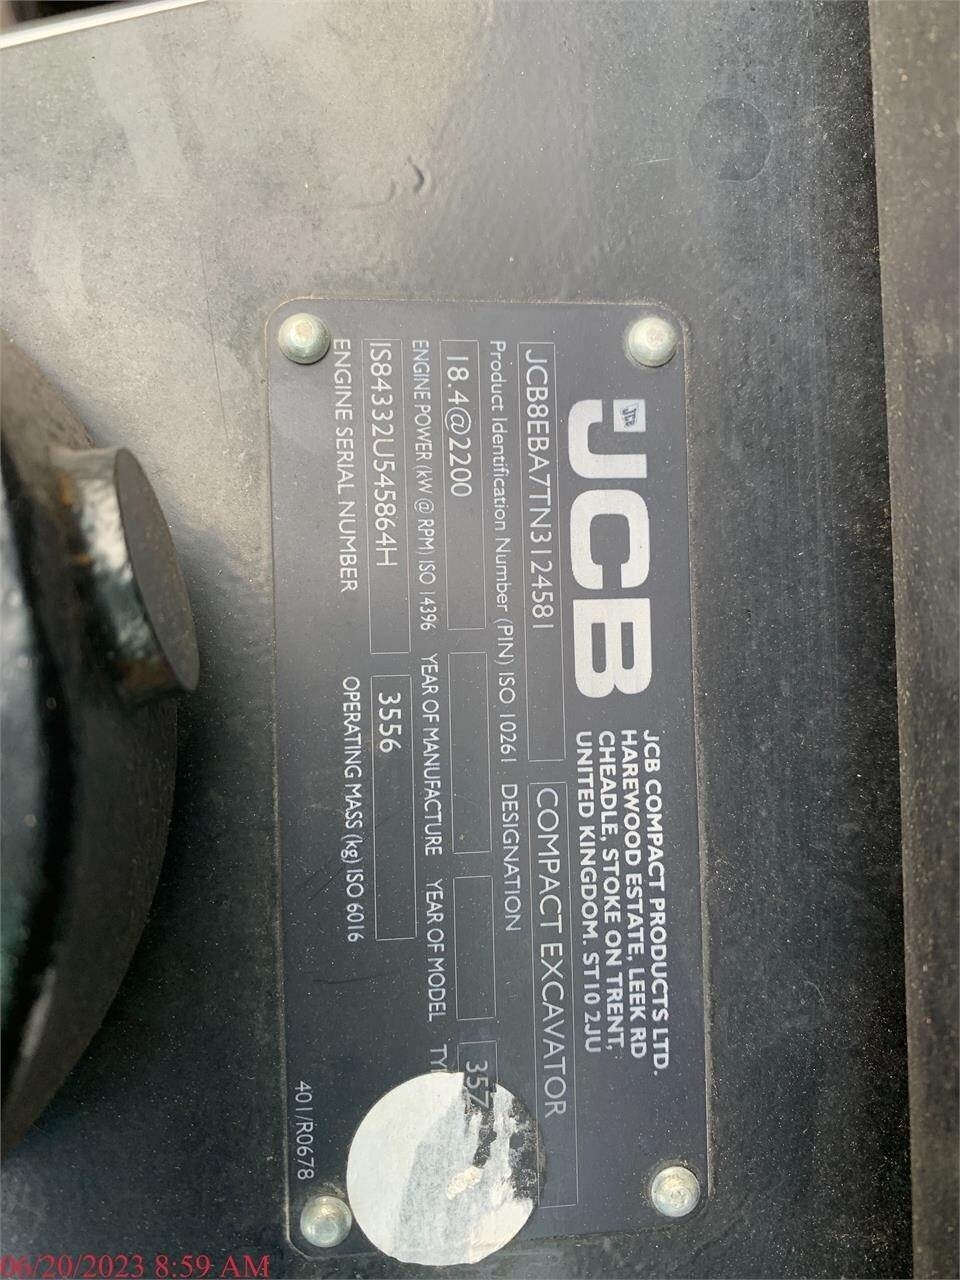 JCB
JCB
JCB COMPACT PRODUCTS LTD.
HAREWOOD ESTATE, LEEK RD
CHEADLE, STOKE ON TRENT,
UNITED KINGDOM. ST10 2JU
JCB8EBA7TN3124581
COMPACT EXCAVATOR
Product Identification Number (PIN) ISO 10261
DESIGNATION
18.4@2200
357
ENGINE POWER (kW @ RPM) ISO 14396
YEAR OF MANUFACTURE
YEAR OF MODEL
IS84332U545864H
3556
ENGINE SERIAL NUMBER
OPERATING MASS (kg) ISO 6016
401/R0678
06/20/2023 8:59 AM